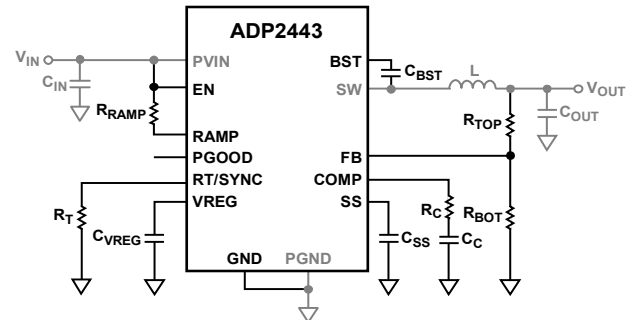 ADP2443
VIN
PVIN
BST
CBST
L
VOUT
CIN
EN
SW
COUT
RRAMP
RTOP
RAMP
PGOOD
FB
RT/SYNC
COMP
RT
VREG
SS
RC
RBOT
CVREG
CSS
CC
GND
PGND